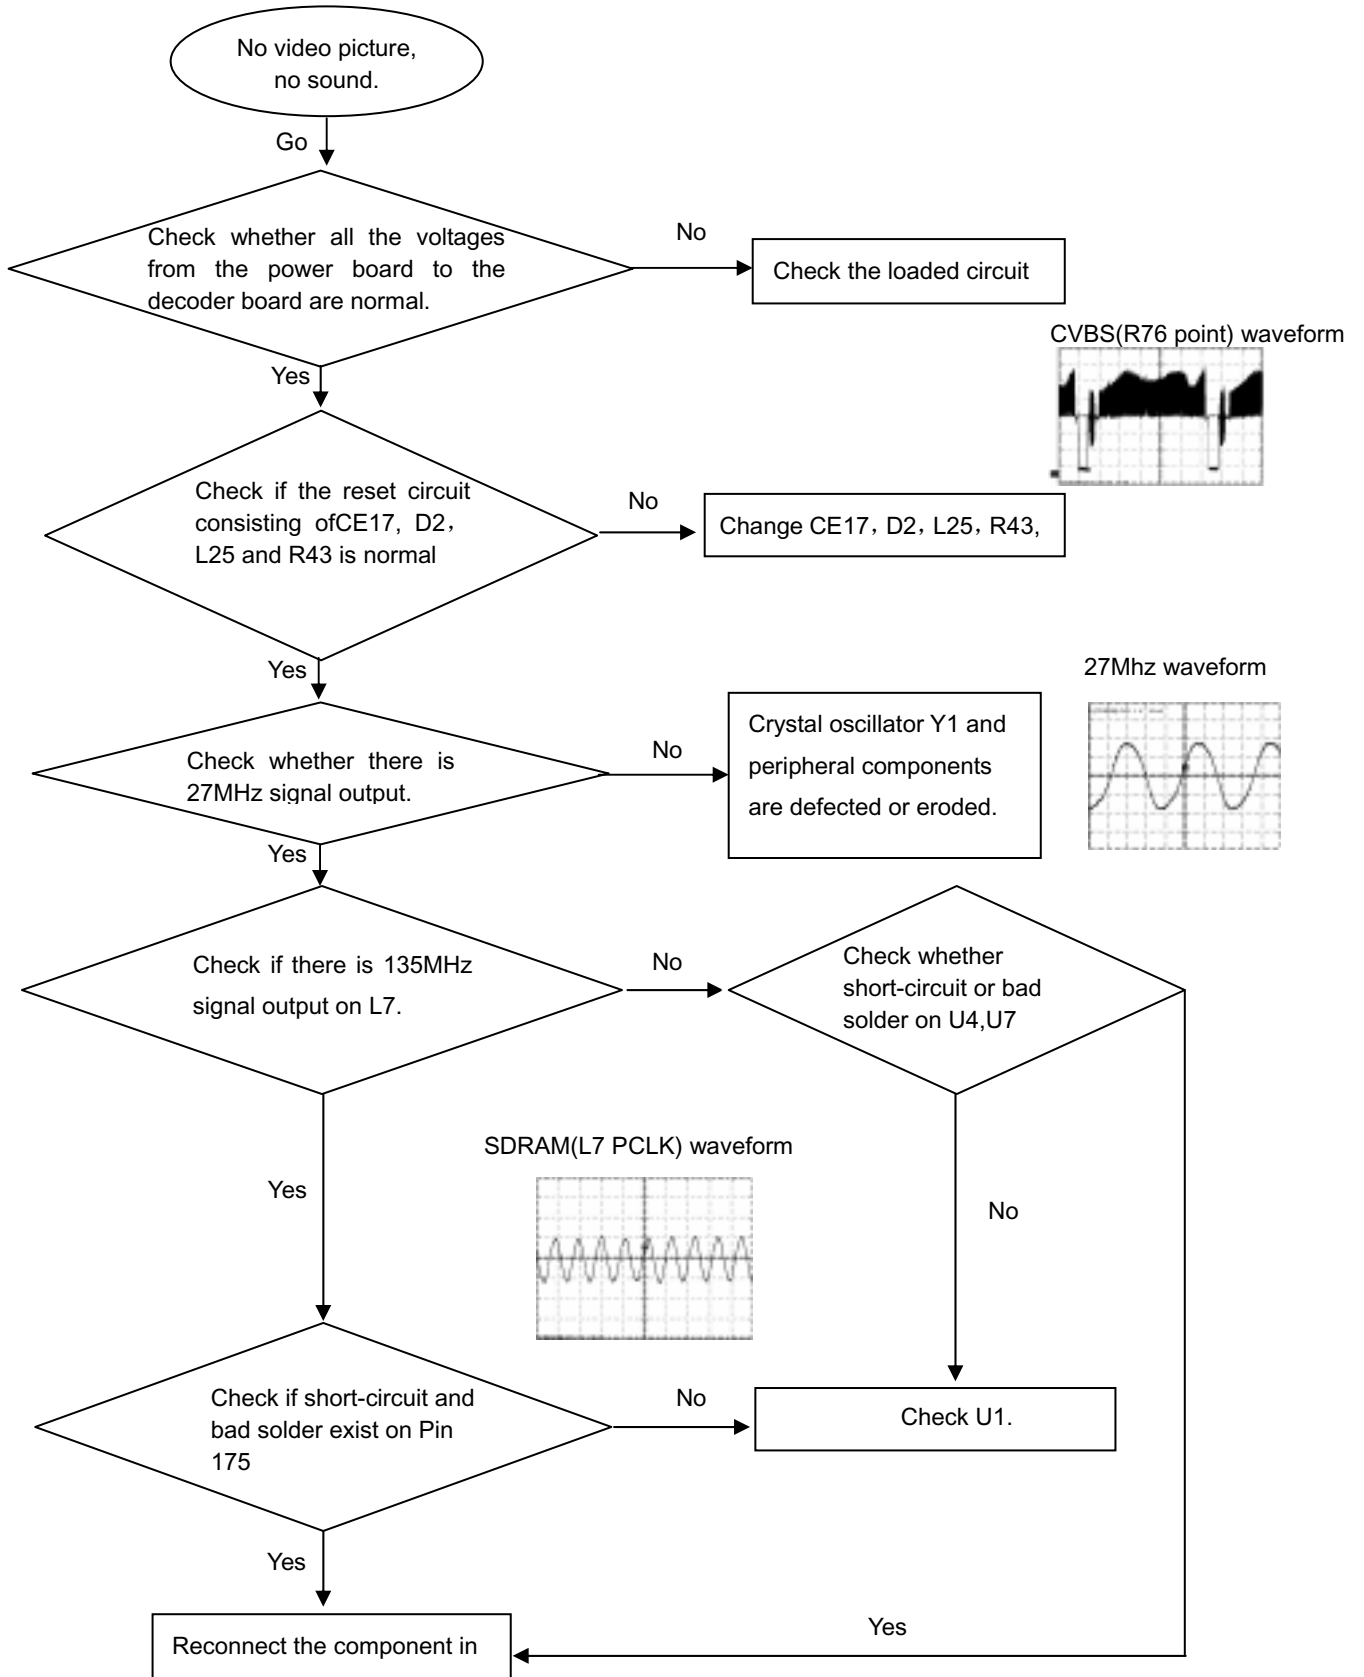 No video picture,
no sound.
Go
Check whether all the voltages
from the power board to the
decoder board are normal.
No
Check the loaded circuit
CVBS(R76 point) waveform
Yes
Check if the reset circuit
consisting ofCE17, D2，
L25 and R43 is normal
No
Change CE17，D2，L25，R43,
Yes
27Mhz waveform
Check whether there is
27MHz signal output.
No
Crystal oscillator Y1 and
peripheral components
are defected or eroded.
Yes
Check if there is 135MHz
signal output on L7.
No
Check whether
short-circuit or bad
solder on U4,U7
SDRAM(L7 PCLK) waveform
Yes
No
Check if short-circuit and
bad solder exist on Pin
175
No
Check U1.
Yes
Reconnect the component in
Yes